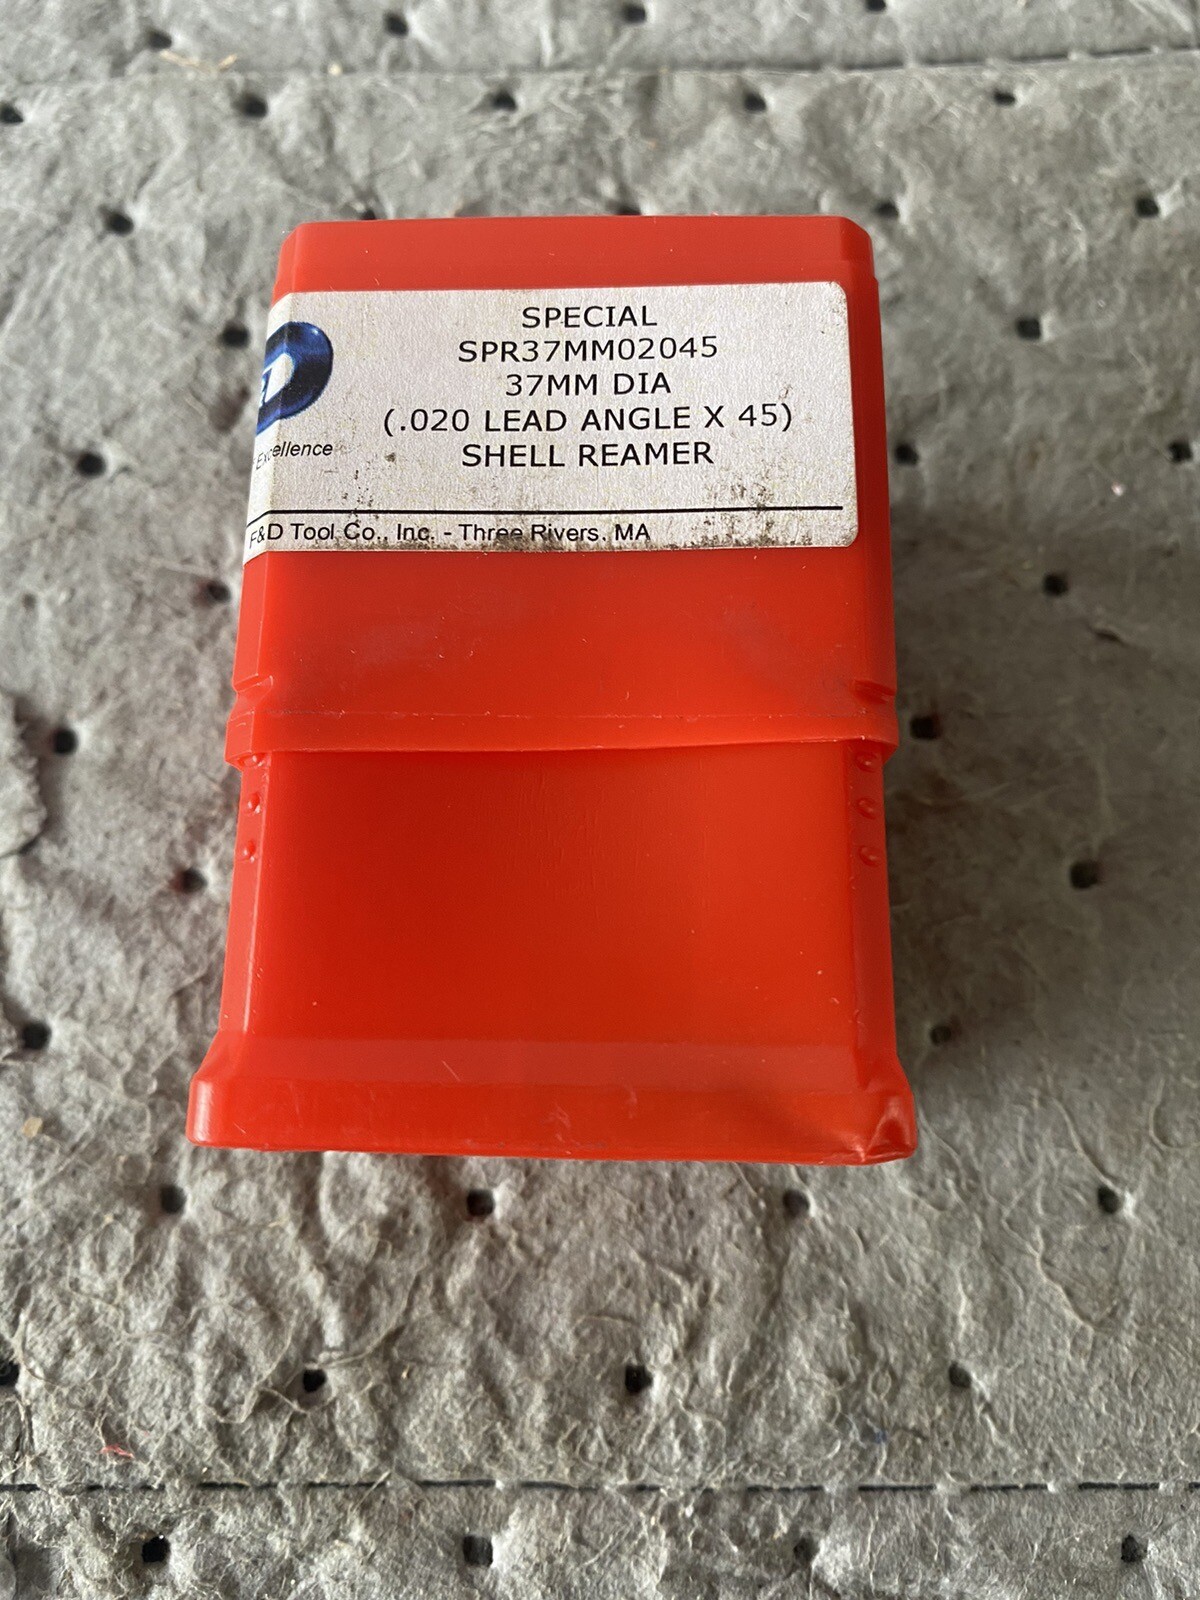 SPECIAL
SPR37MM02045
37MM DIA
(.020 LEAD ANGLE X 45)
SHELL REAMER
Excellence
F&D Tool Co., Inc. - Three Rivers, MA